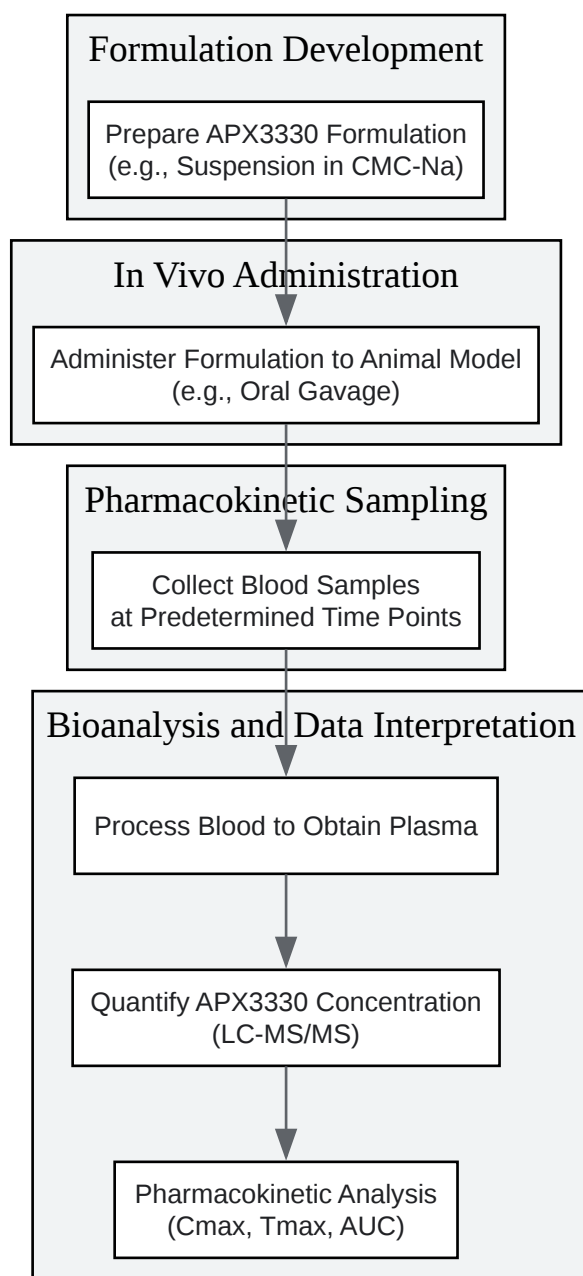 Formulation Development
Prepare APX3330 Formulation
(e.g., Suspension in CMC-Na)
In Vivo Administration
Administer Formulation to Animal Model
(e.g., Oral Gavage)
Pharmacokinetic Sampling
Collect Blood Samples
at Predetermined Time Points
Bioanalysis and Data Interpretation
Process Blood to Obtain Plasma
Quantify APX3330 Concentration
(LC-MS/MS)
Pharmacokinetic Analysis
(Cmax, Tmax, AUC)